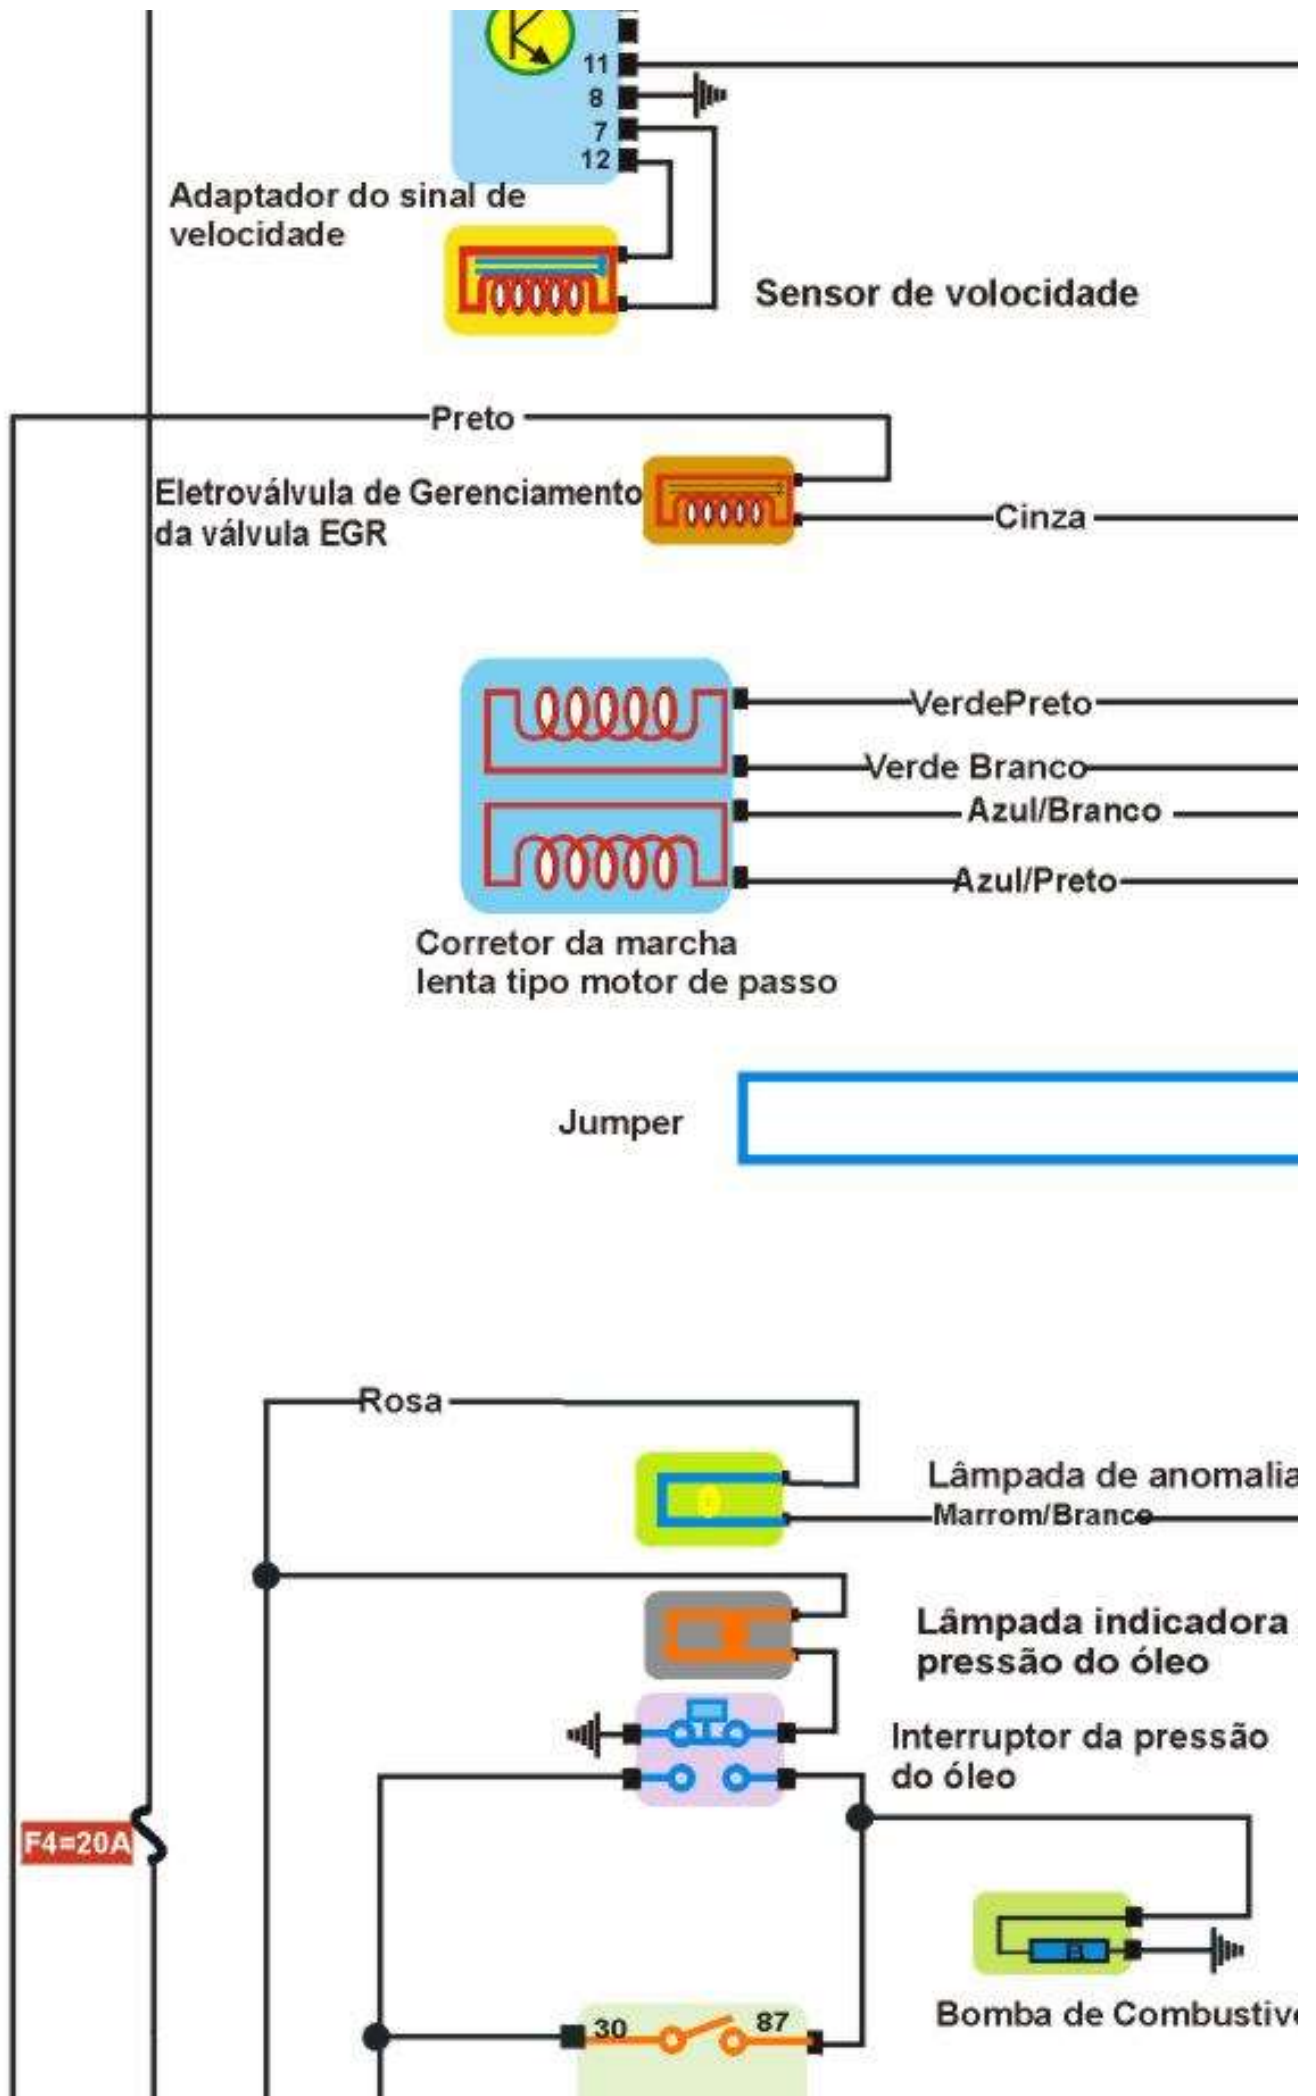 11
8
7
12
Adaptador do sinal de
velocidade
Sensor de volocidade
Preto
Eletroválvula de Gerenciamento
da válvula EGR
Cinza
VerdePreto
Verde Branco
Azul/Branco
Azul/Preto
Corretor da marcha
lenta tipo motor de passo
Jumper
Rosa
Lâmpada de anomalia
Marrom/Branco
Lâmpada indicadora
pressão do óleo
Interruptor da pressão
do óleo
F4=20A
B
Bomba de Combustive
30
87